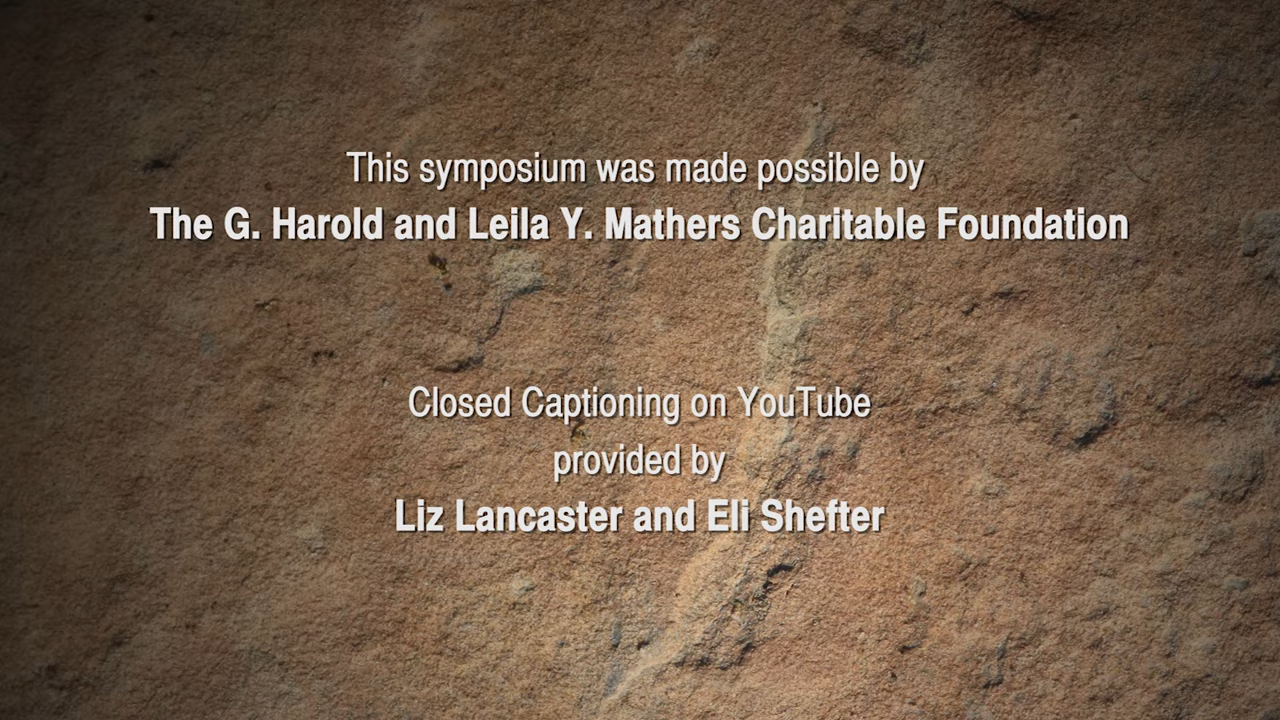 This symposium was made possible by
The G. Harold and Leila Y. Mathers Charitable Foundation
Closed Captioning on YouTube
provided by
Liz Lancaster and Eli Shefter